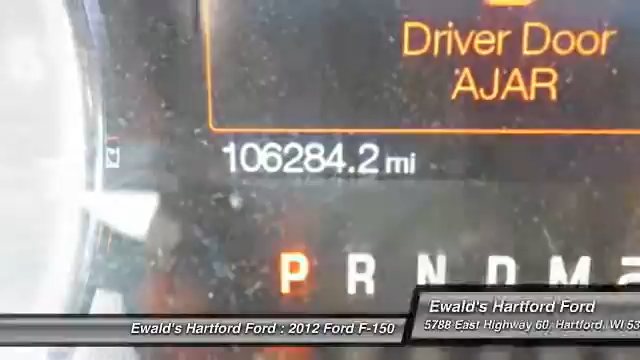 Driver Door
AJAR
106284.2 mi
P R N D M
Ewald's Hartford Ford
Ewald's Hartford Ford : 2012 Ford F-150
5788 East Highway 60, Hartford, WI 53